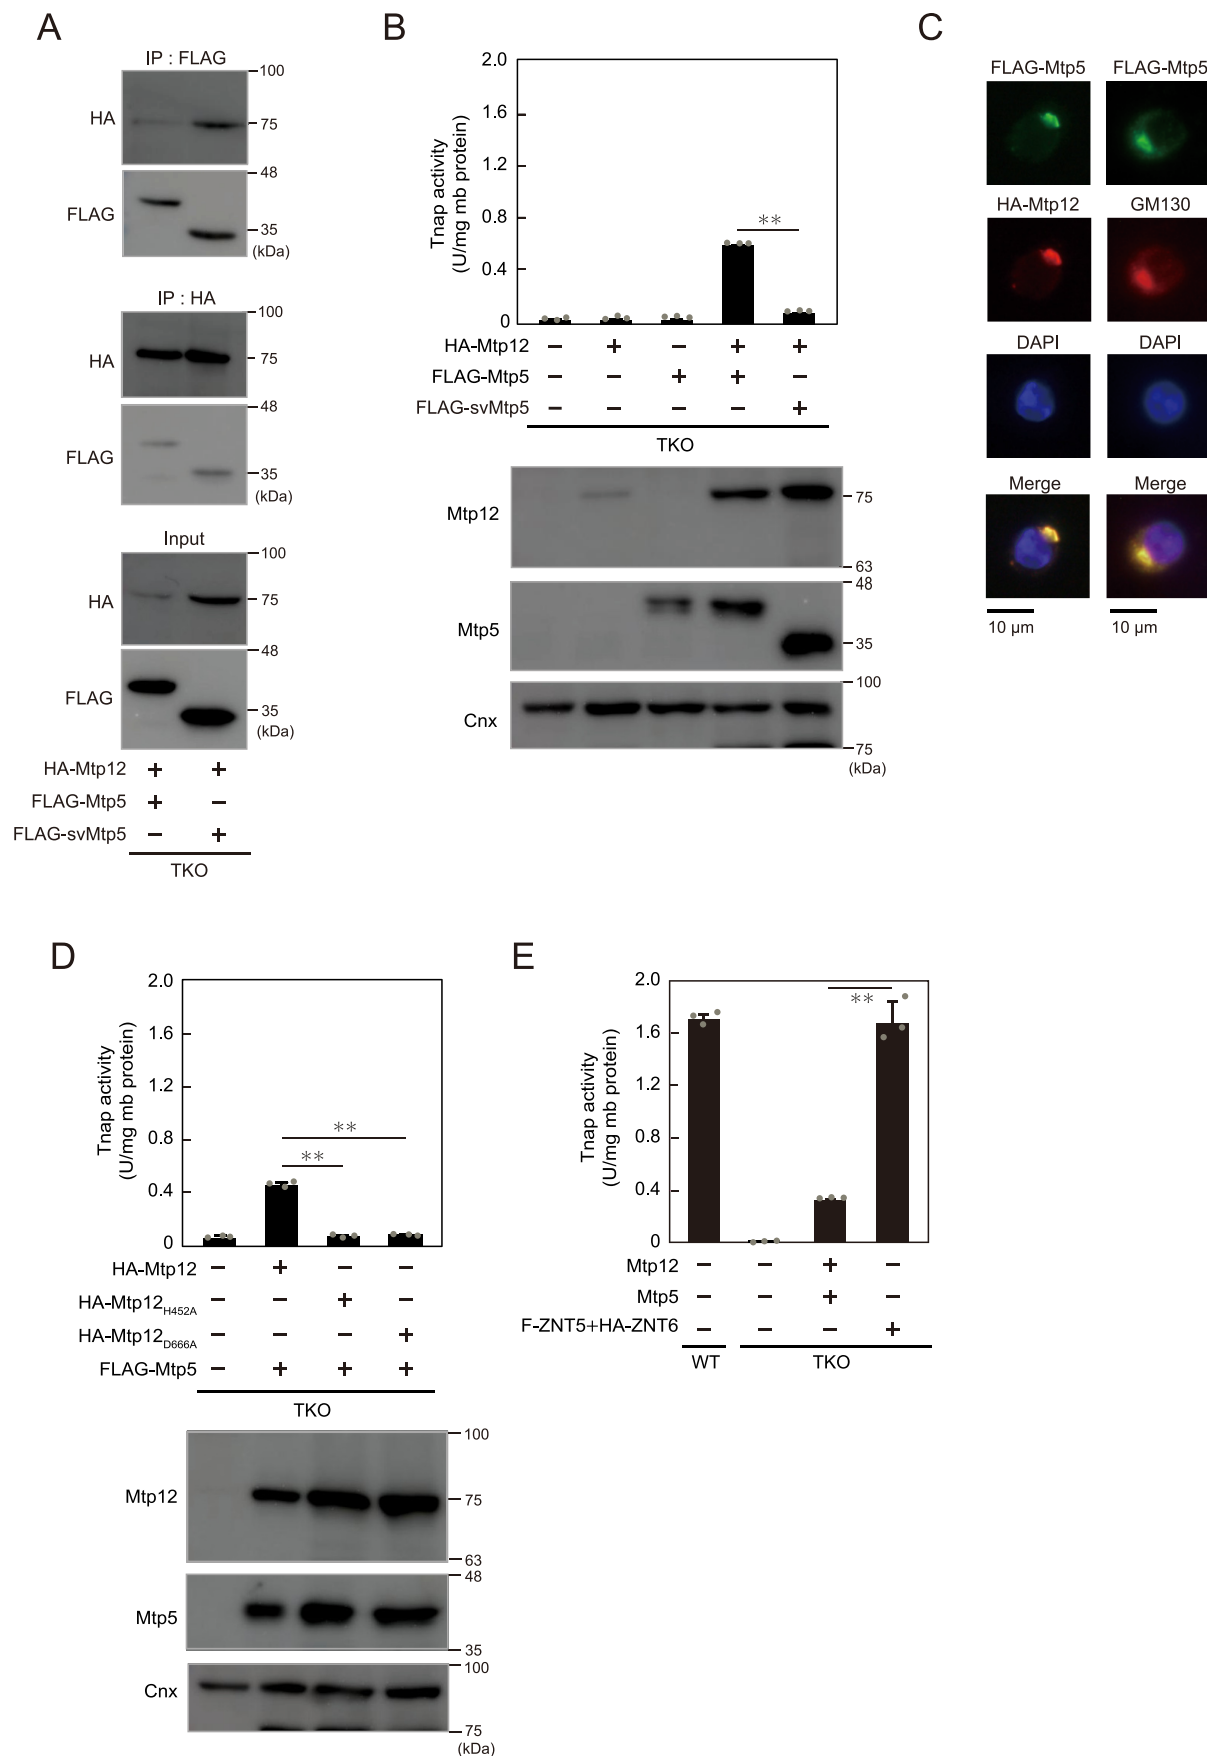 A
IP : FLAG
HA
100
75
FLAG
48
35
(kDa)
IP : HA
HA
100
75
FLAG
48
35
(kDa)
Input
HA
100
75
FLAG
48
35
(kDa)
HA-Mtp12 + +
FLAG-Mtp5 + −
FLAG-svMtp5 − +
TKO
B
Tnap activity
(U/mg mb protein)
2.0
1.6
1.2
0.8
0.4
0
**
HA-Mtp12 − + − + +
FLAG-Mtp5 − − + + −
FLAG-svMtp5 − − − − +
TKO
Mtp12
75
63
Mtp5
48
35
Cnx
100
75
(kDa)
C
FLAG-Mtp5 FLAG-Mtp5
HA-Mtp12 GM130
DAPI DAPI
Merge Merge
10 μm 10 μm
D
Tnap activity
(U/mg mb protein)
2.0
1.6
1.2
0.8
0.4
0
**
**
HA-Mtp12 − + − −
HA-Mtp12H452A − − + −
HA-Mtp12D666A − − − +
FLAG-Mtp5 − + + +
TKO
Mtp12
100
75
63
Mtp5
48
35
Cnx
100
75
(kDa)
E
Tnap activity
(U/mg mb protein)
2.0
1.6
1.2
0.8
0.4
0
**
Mtp12 − − + −
Mtp5 − − + −
F-ZNT5+HA-ZNT6 − − − +
WT TKO